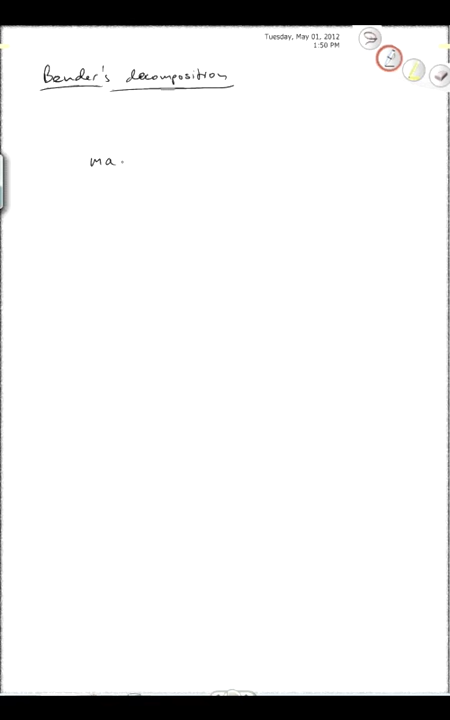 Tuesday, May 01, 2012
1:50 PM
Bender's decomposition
ma